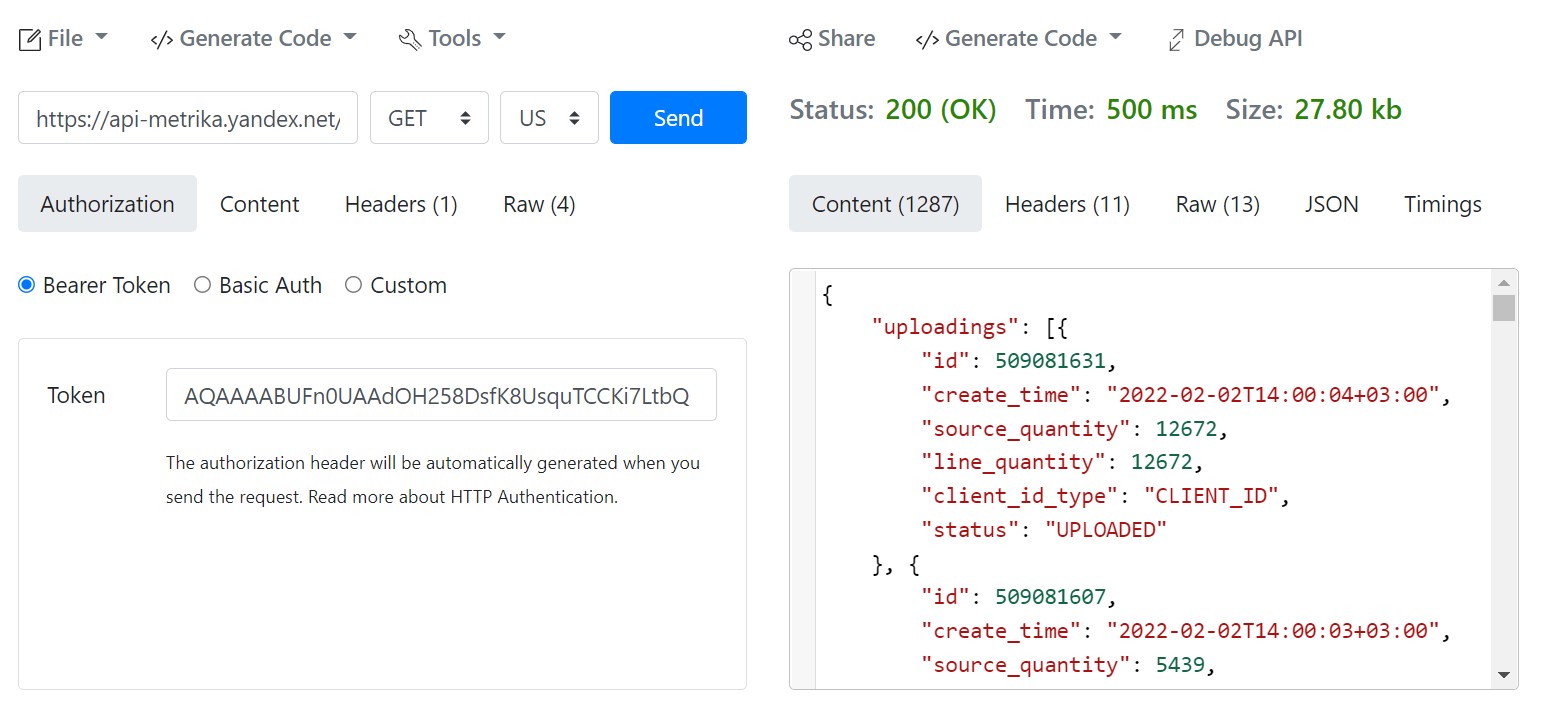 File
Generate Code
Tools
https://api-metrika.yandex.net/
GET
US
Send
Authorization
Content
Headers (1)
Raw (4)
Bearer Token
Basic Auth
Custom
Token
AQAAAABUFn0UAAdOH258DsfK8UsquTCCKi7LtbQ
The authorization header will be automatically generated when you
send the request. Read more about HTTP Authentication.
Share
Generate Code
Debug API
Status: 200 (OK) Time: 500 ms Size: 27.80 kb
Content (1287)
Headers (11)
Raw (13)
JSON
Timings
{
"uploadings": [{
"id": 509081631,
"create_time": "2022-02-02T14:00:04+03:00",
"source_quantity": 12672,
"line_quantity": 12672,
"client_id_type": "CLIENT_ID",
"status": "UPLOADED"
}, {
"id": 509081607,
"create_time": "2022-02-02T14:00:03+03:00",
"source_quantity": 5439,